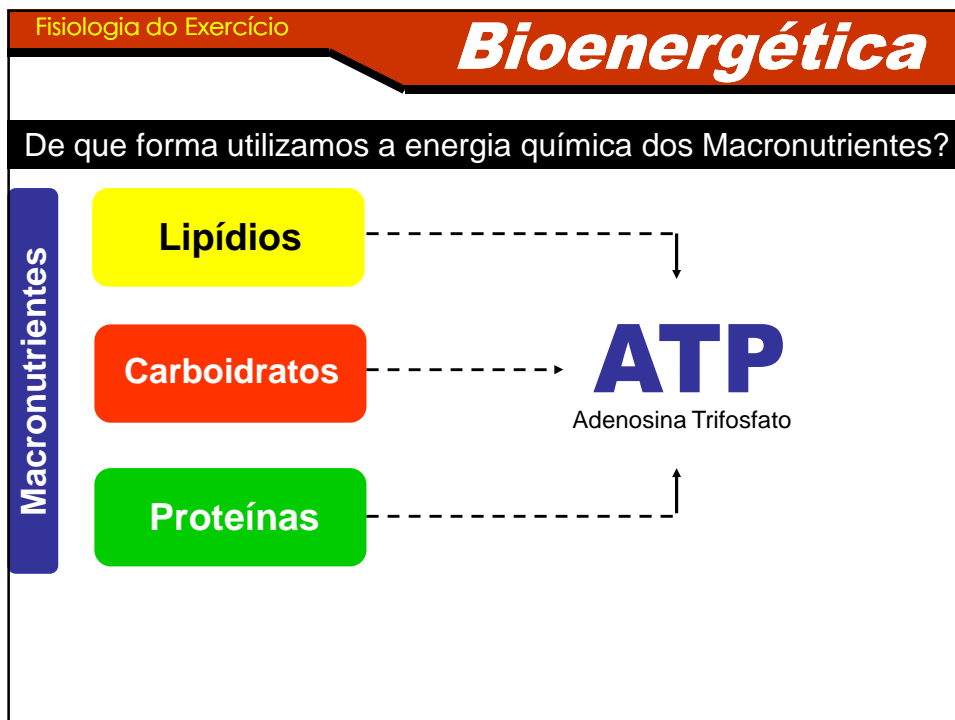 Fisiologia do Exercício
Bioenergética
De que forma utilizamos a energia química dos Macronutrientes?
Macronutrientes
Lipídios
Carboidratos
ATP
Adenosina Trifosfato
Proteínas